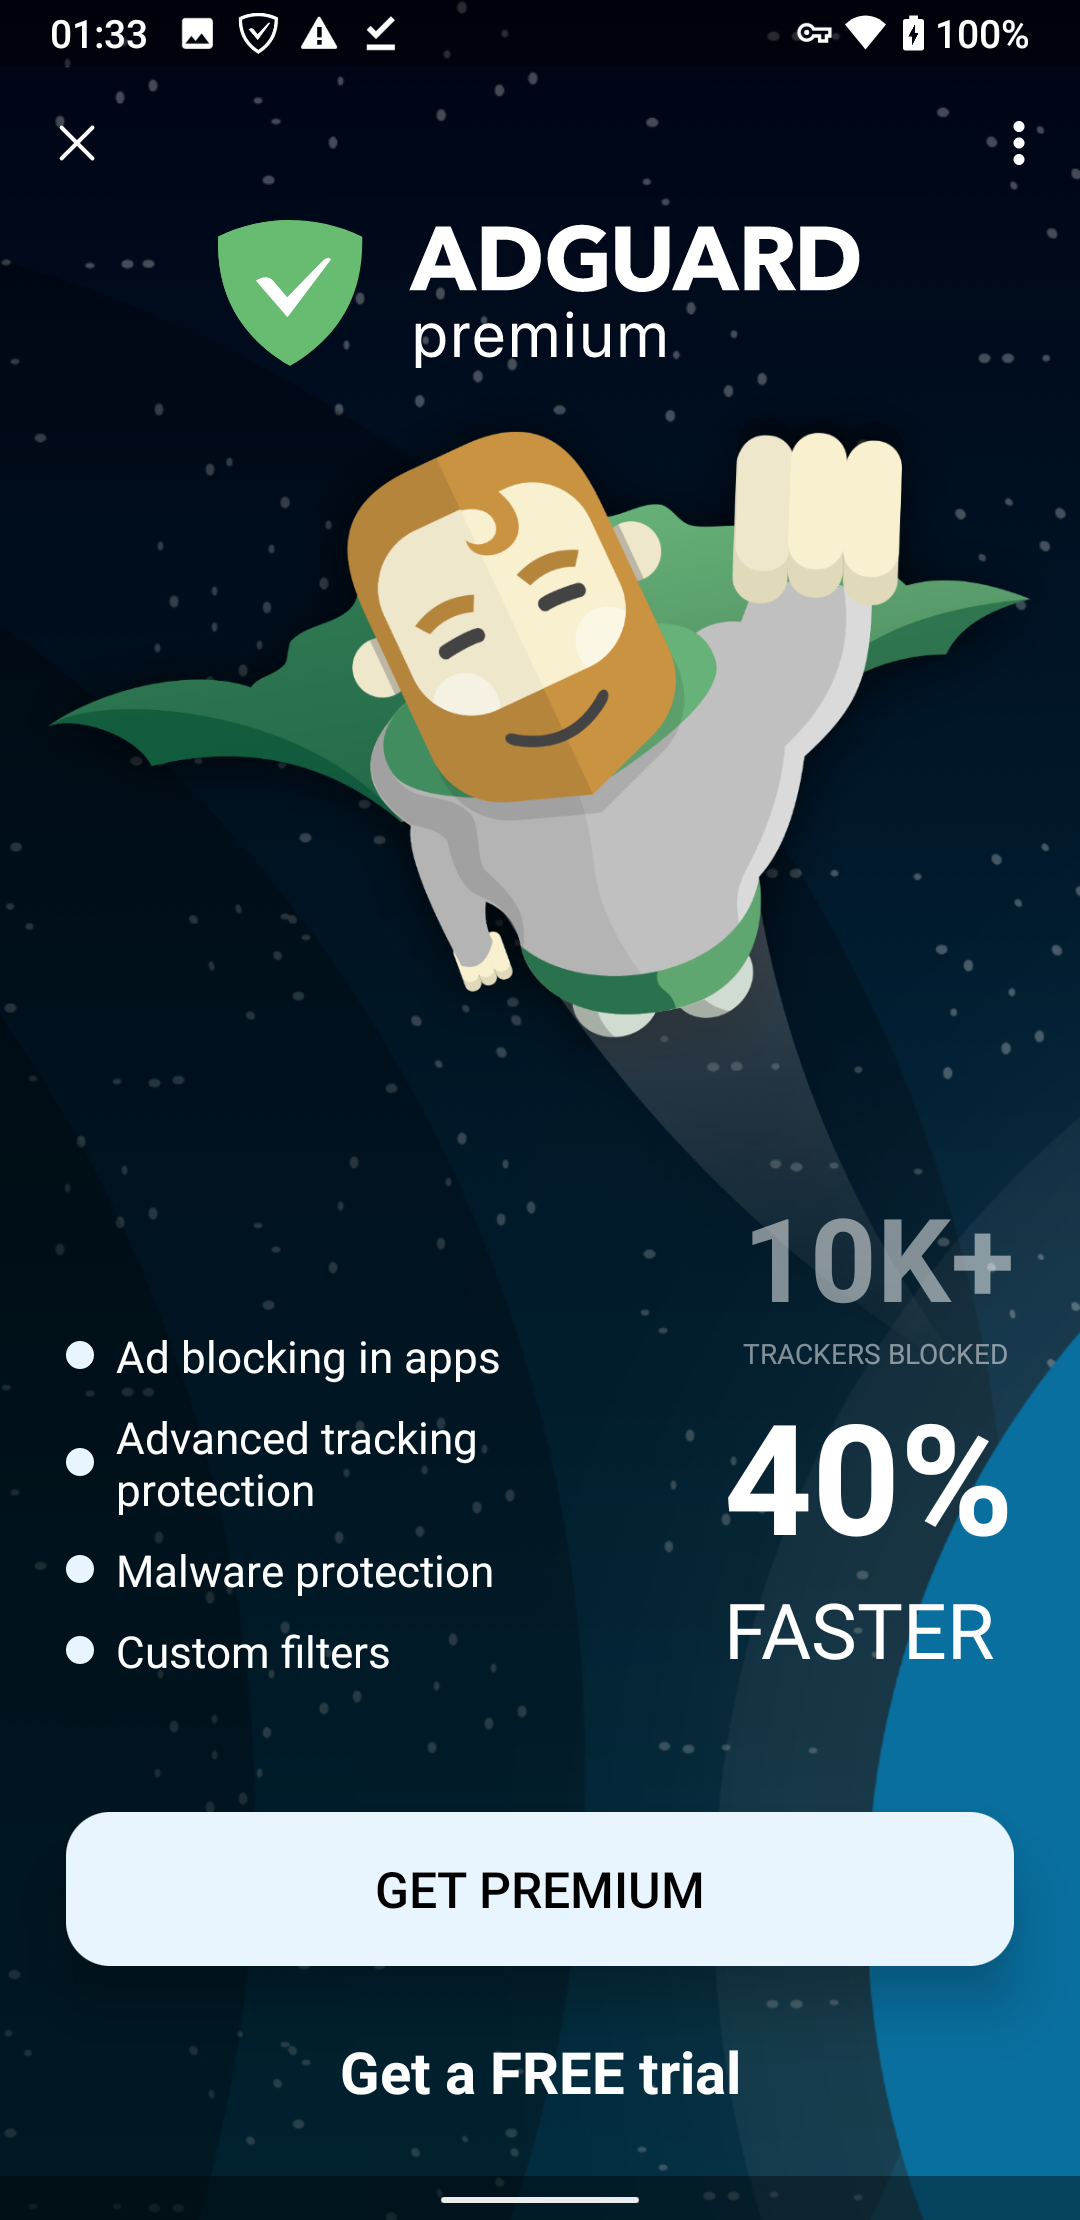 01:33
100%
ADGUARD
premium
10K+
TRACKERS BLOCKED
Ad blocking in apps
Advanced tracking
protection
Malware protection
Custom filters
40%
FASTER
GET PREMIUM
Get a FREE trial